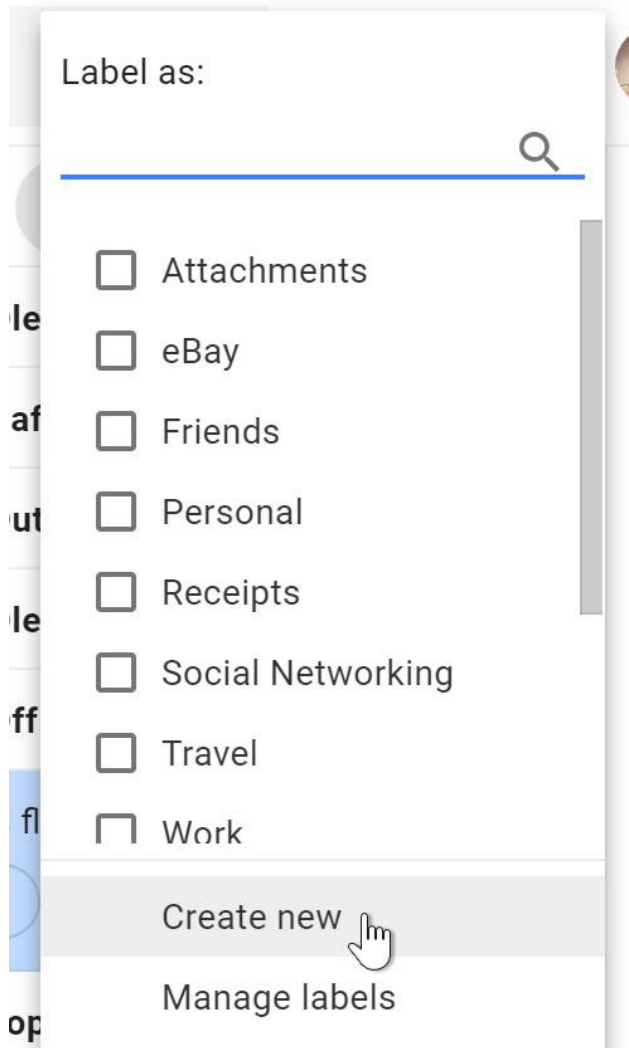 Label as:
Attachments
eBay
Friends
Personal
Receipts
Social Networking
Travel
Work
Create new
Manage labels